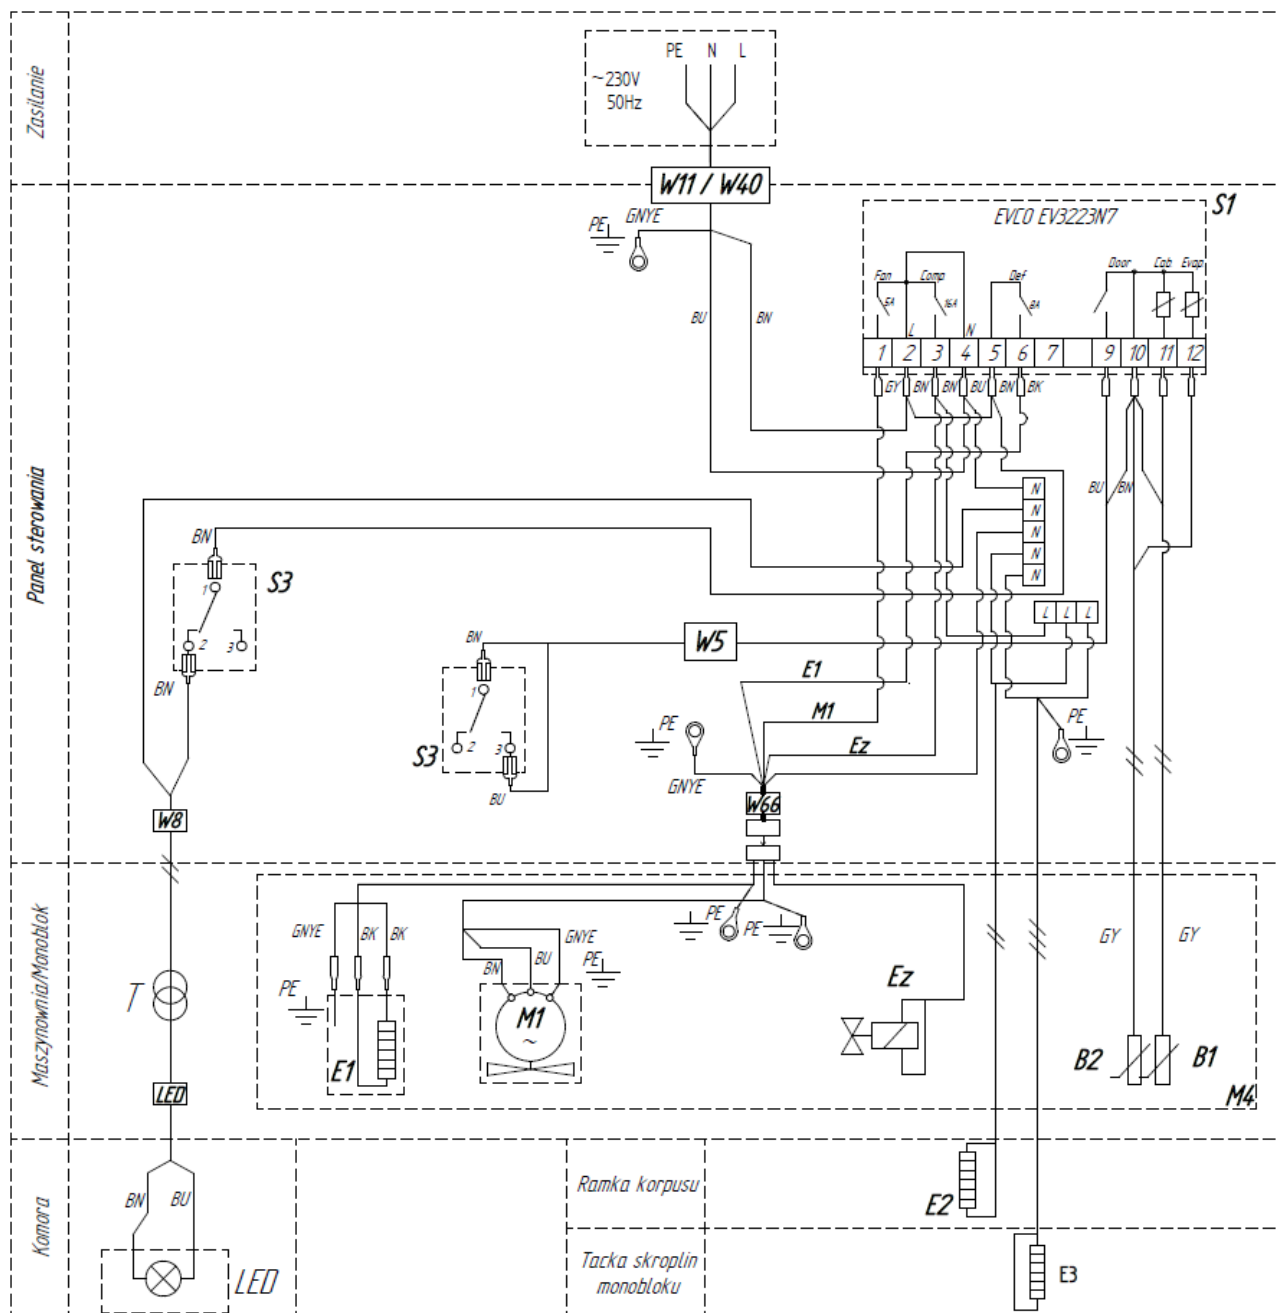 Zasilanie
PE N L
~230V
50Hz
W11 / W40
Panel sterowania
PE
GNYE
BU
BN
S1
EVCO EV3223N7
Fan
Comp
Def
Door
Cab
Evap
5A
16A
8A
L
N
1 2 3 4 5 6 7 9 10 11 12
GY BN BN BU BN BK
BU
BN
N
N
N
N
N
L L L
BN
1
S3
2
3
BN
BN
W5
1
2
3
S3
BU
E1
M1
Ez
PE
GNYE
PE
W66
W8
Maszynownia/Monoblok
GNYE
BK
BK
PE
E1
BN
BU
GNYE
PE
M1
~
PE
PE
Ez
GY
GY
B2
B1
M4
T
LED
Komora
BN
BU
LED
Ramka korpusu
E2
Tacka skroplin
monobloku
E3